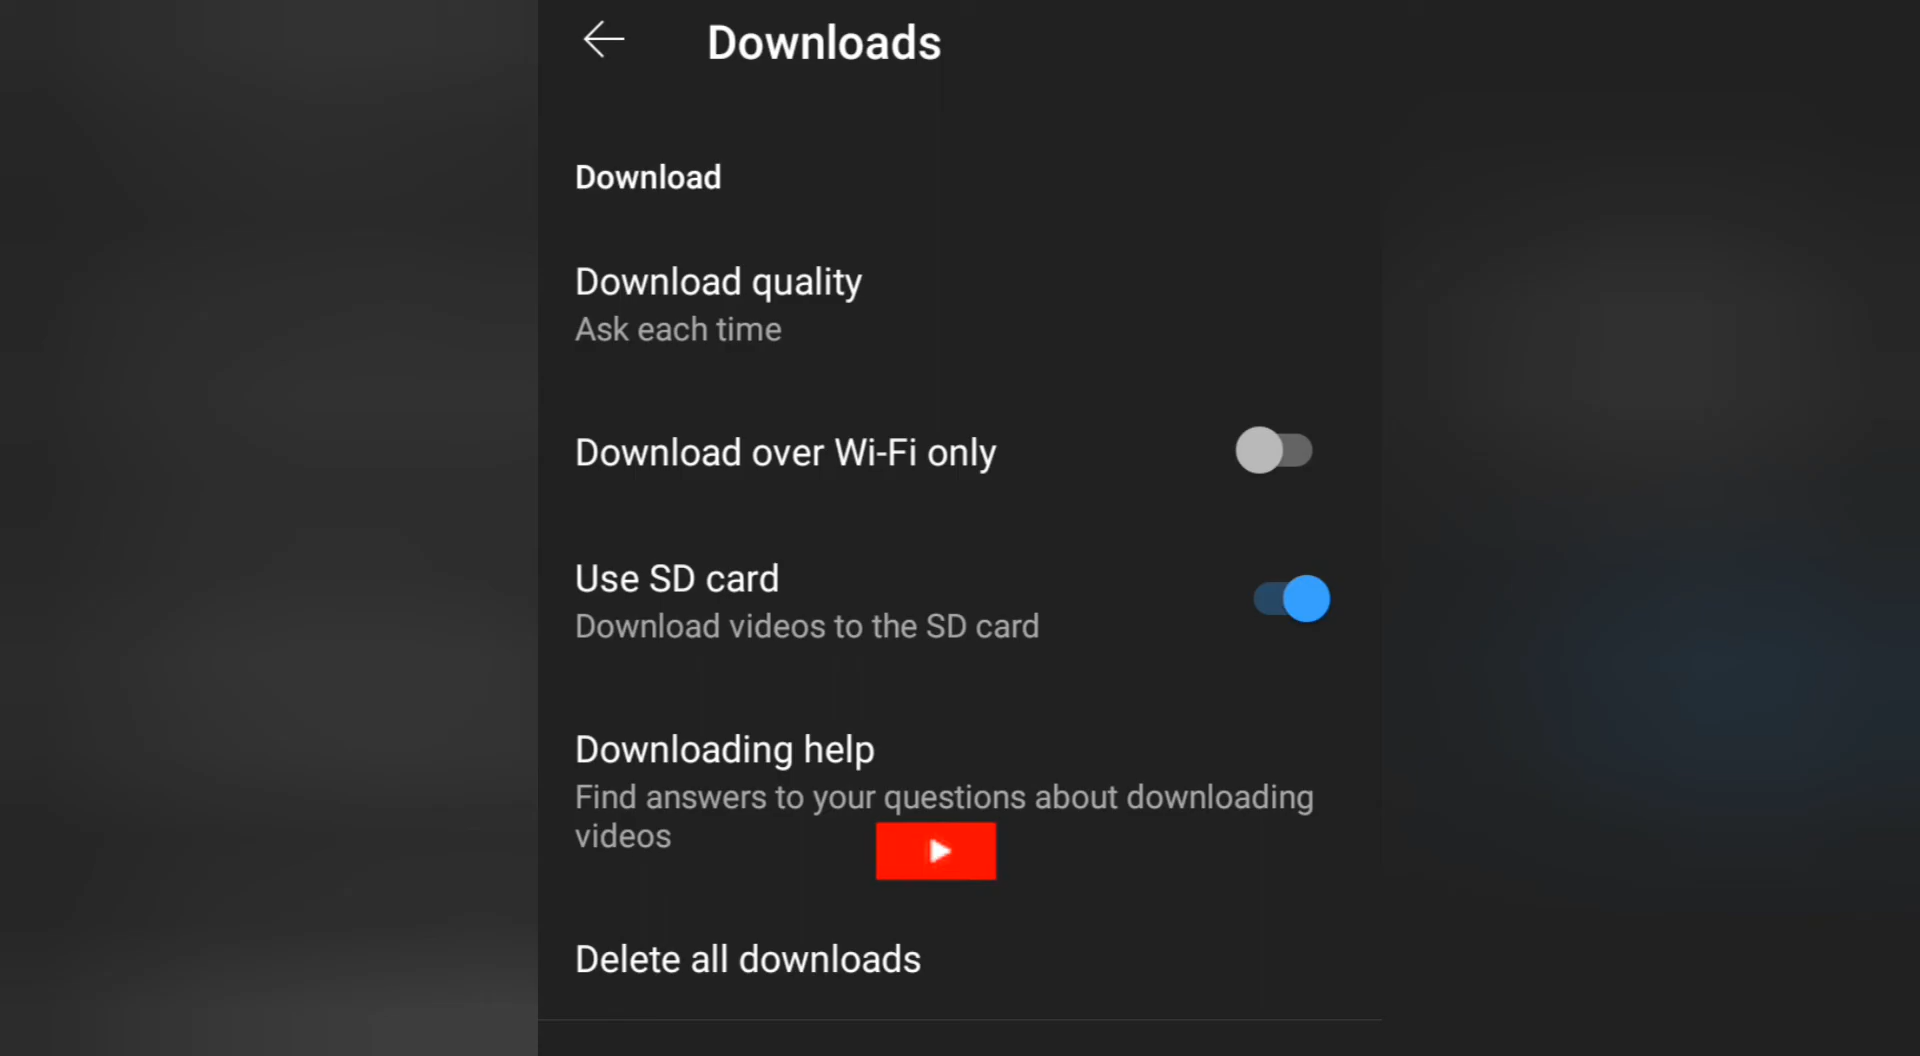 Downloads
Download
Download quality
Ask each time
Download over Wi-Fi only
Use SD card
Download videos to the SD card
Downloading help
Find answers to your questions about downloading
videos
Delete all downloads